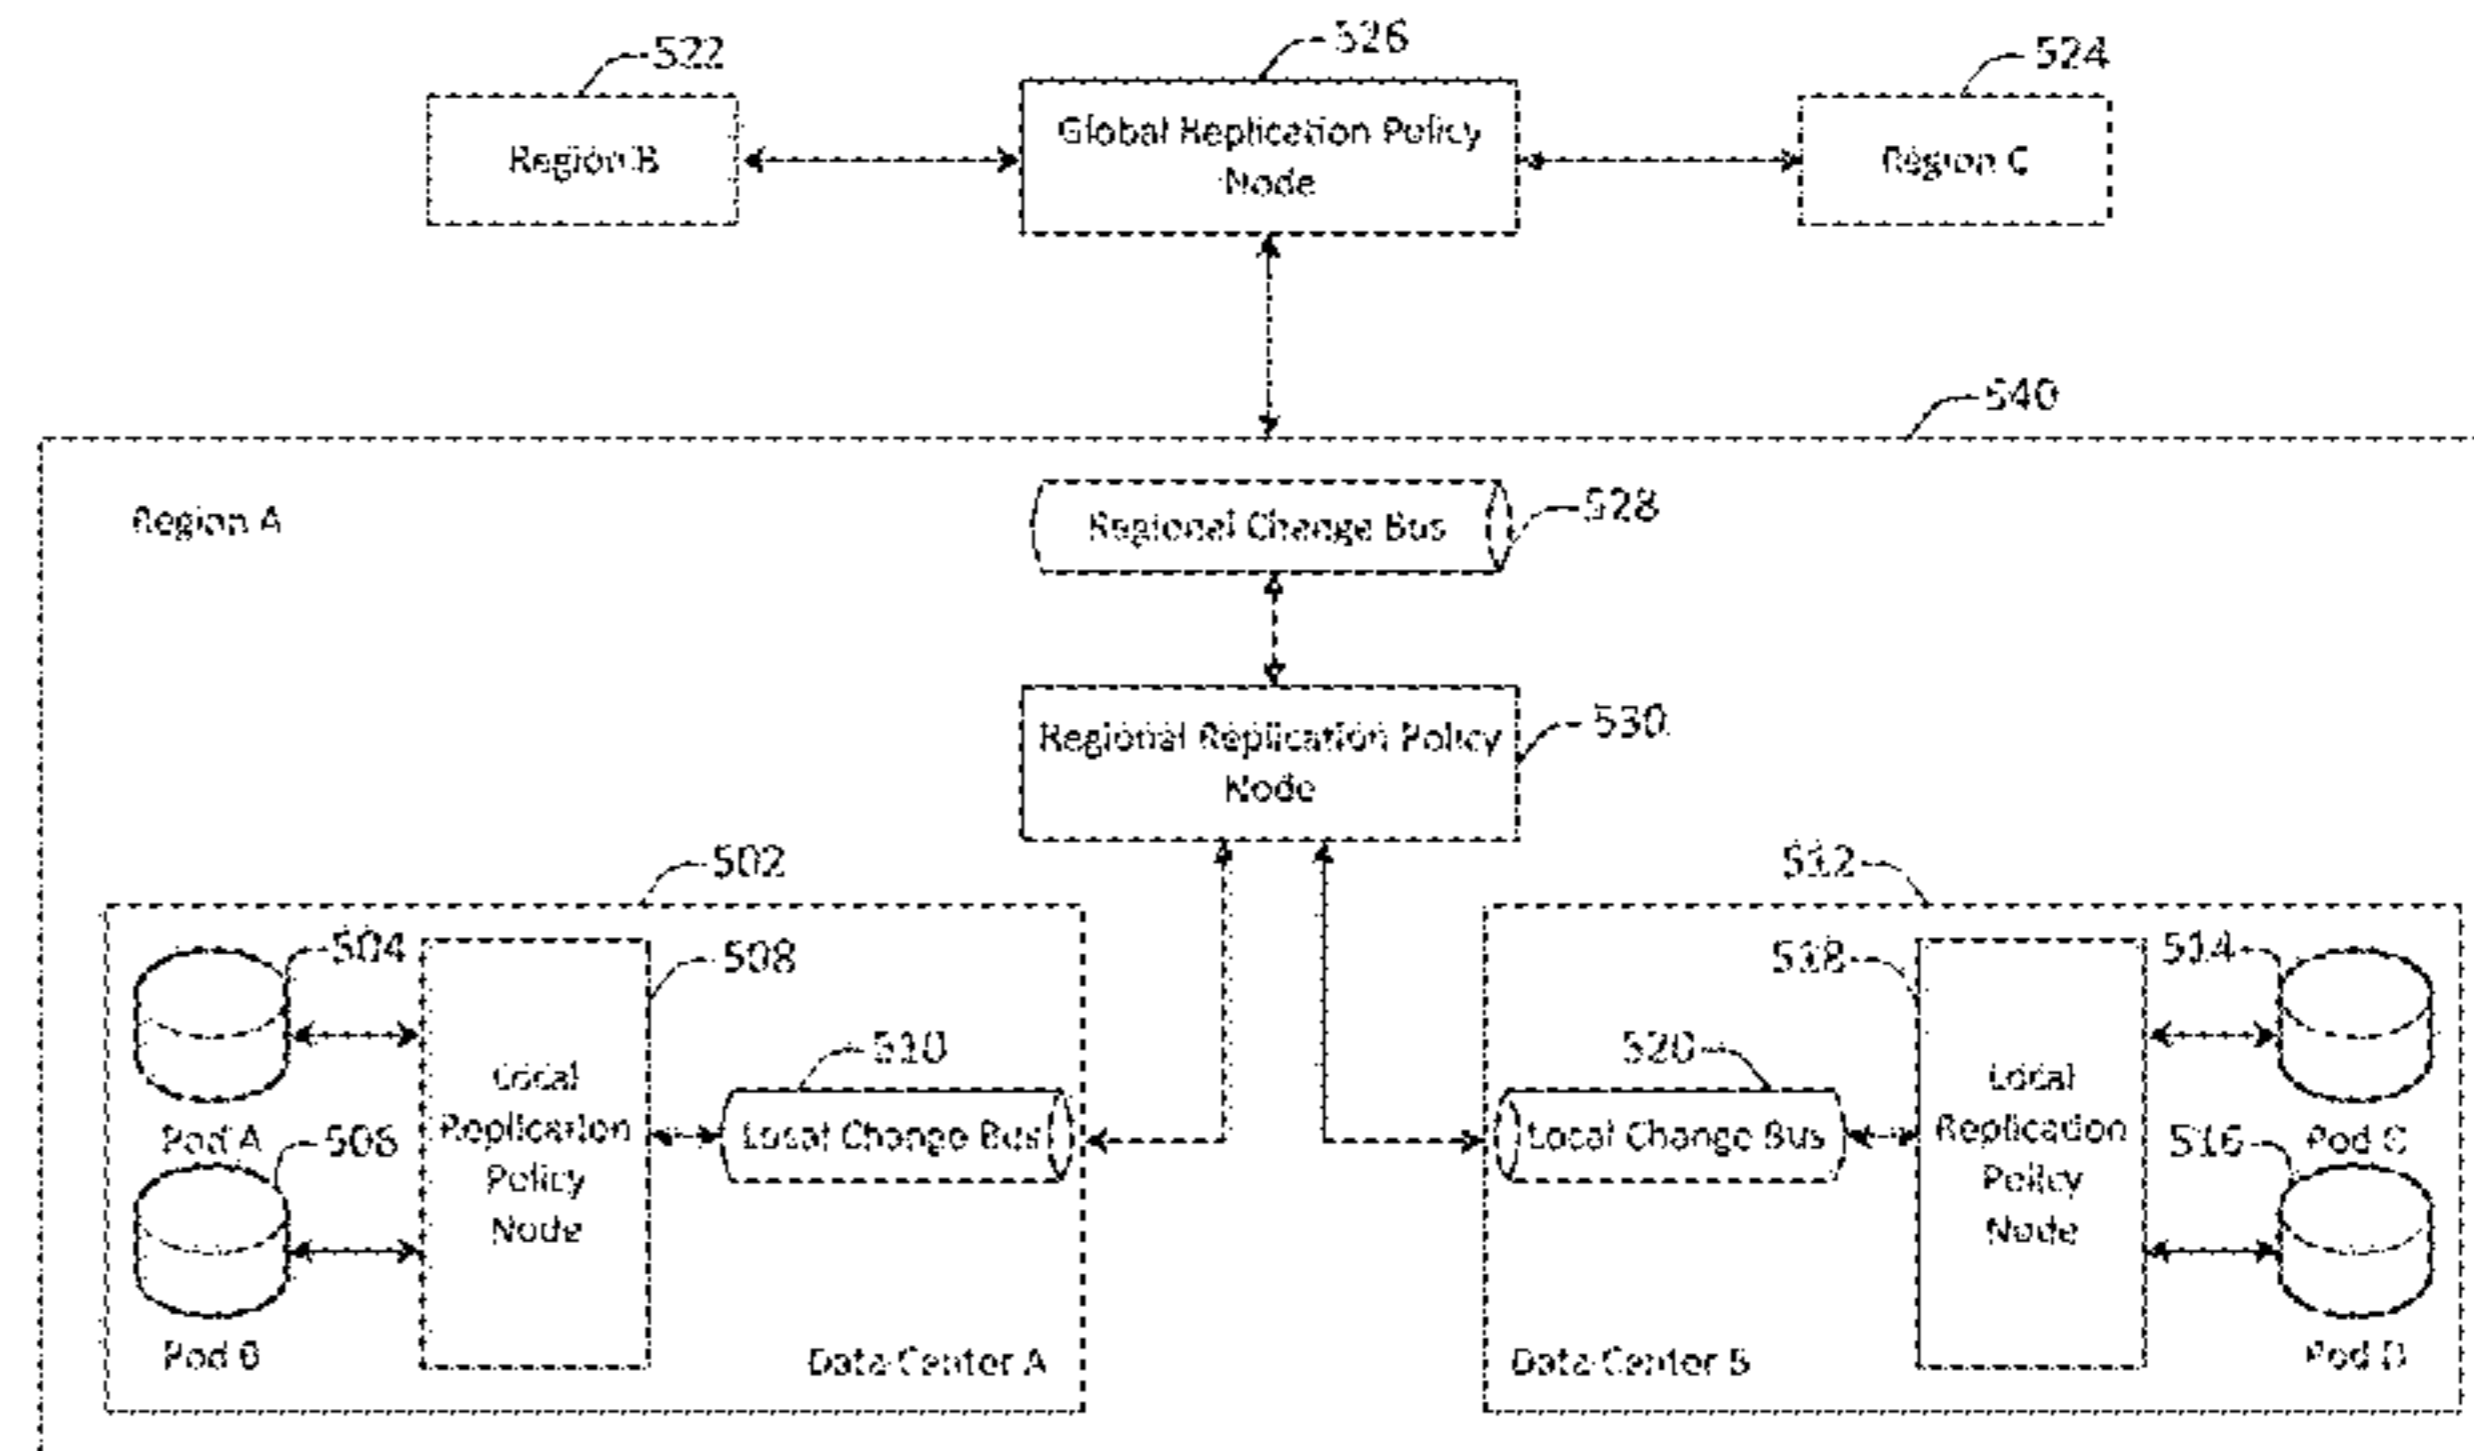 522
526
524
Region B
Global Replication Policy
Node
Region C
540
Region A
Regional Change Bus
528
Regional Replication Policy
Node
530
502
512
504
508
518
514
510
520
Local
Replication
Policy
Node
Local Change Bus
Local Change Bus
Local
Replication
Policy
Node
Pod A
506
Pod C
516
Pod B
Data Center A
Data Center B
Pod D